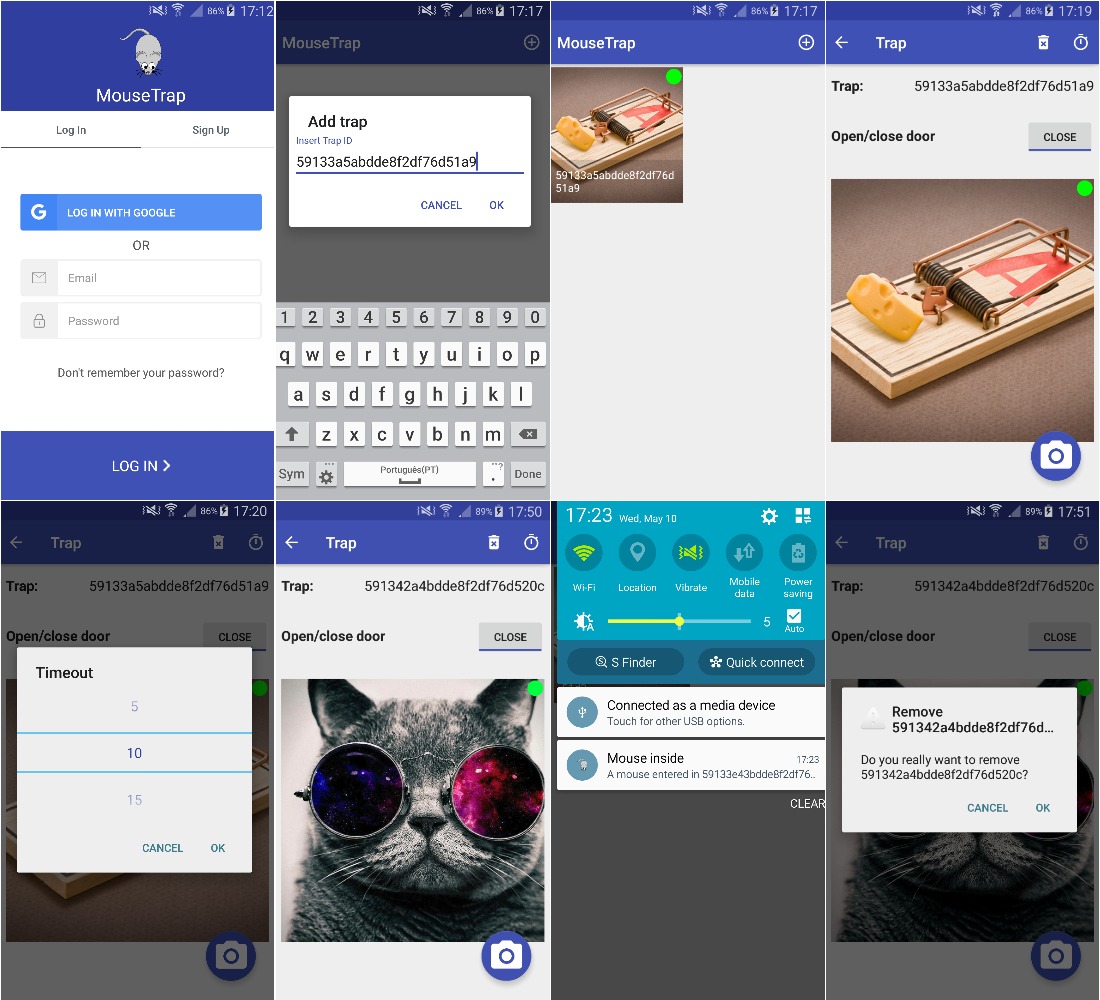 86% 17:12
MouseTrap
Log In
Sign Up
G LOG IN WITH GOOGLE
OR
Email
Password
Don't remember your password?
LOG IN
86% 17:17
MouseTrap
Add trap
Insert Trap ID
59133a5abdde8f2df76d51a9
CANCEL
OK
1 2 3 4 5 6 7 8 9 0
q w e r t y u i o p
a s d f g h j k l
z x c v b n m
Sym
Português(PT)
. ...?
Done
86% 17:17
MouseTrap
A
59133a5abdde8f2df76d
51a9
86% 17:19
Trap
Trap: 59133a5abdde8f2df76d51a9
Open/close door
CLOSE
A
86% 17:20
Trap
Trap: 59133a5abdde8f2df76d51a9
Open/close door
CLOSE
Timeout
5
10
15
CANCEL
OK
89% 17:50
Trap
Trap: 591342a4bdde8f2df76d520c
Open/close door
CLOSE
17:23 Wed, May 10
Wi-Fi
Location
Vibrate
Mobile
data
Power
saving
A
5
Auto
S Finder
Quick connect
Connected as a media device
Touch for other USB options.
Mouse inside
17:23
A mouse entered in 59133e43bdde8f2df76..
CLEAR
89% 17:51
Trap
Trap: 591342a4bdde8f2df76d520c
Open/close door
CLOSE
Remove
591342a4bdde8f2df76d...
Do you really want to remove
591342a4bdde8f2df76d520c?
CANCEL
OK